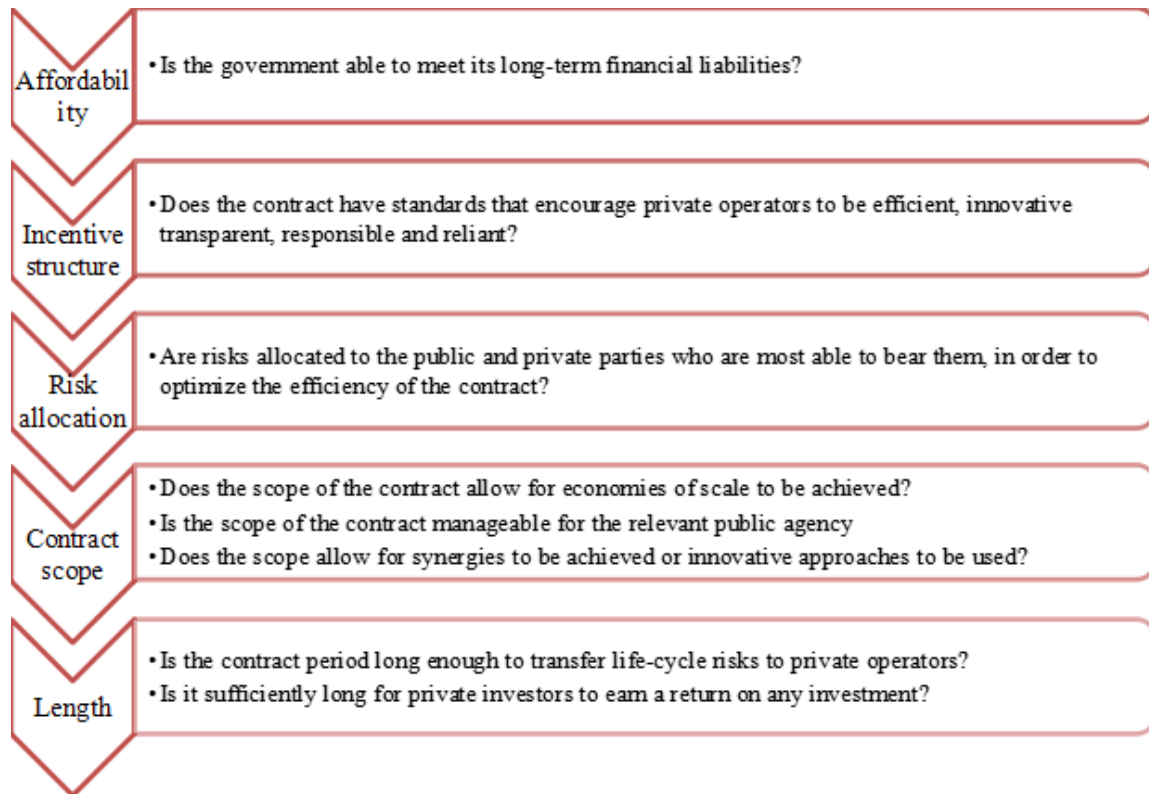 Affordabil
ity
• Is the government able to meet its long-term financial liabilities?
Incentive
structure
• Does the contract have standards that encourage private operators to be efficient, innovative
transparent, responsible and reliant?
Risk
allocation
• Are risks allocated to the public and private parties who are most able to bear them, in order to
optimize the efficiency of the contract?
Contract
scope
• Does the scope of the contract allow for economies of scale to be achieved?
• Is the scope of the contract manageable for the relevant public agency
• Does the scope allow for synergies to be achieved or innovative approaches to be used?
Length
• Is the contract period long enough to transfer life-cycle risks to private operators?
• Is it sufficiently long for private investors to earn a return on any investment?